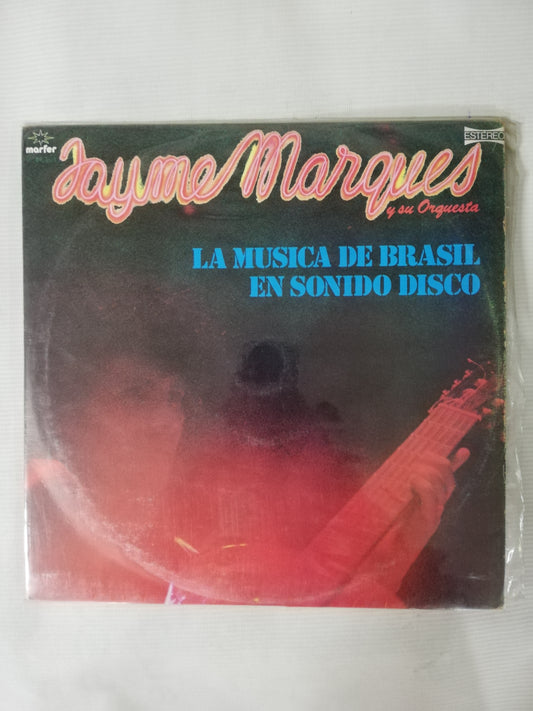 marfer
ESTEREO
Jayme Marques
y su Orquesta
LA MUSICA DE BRASIL
EN SONIDO DISCO